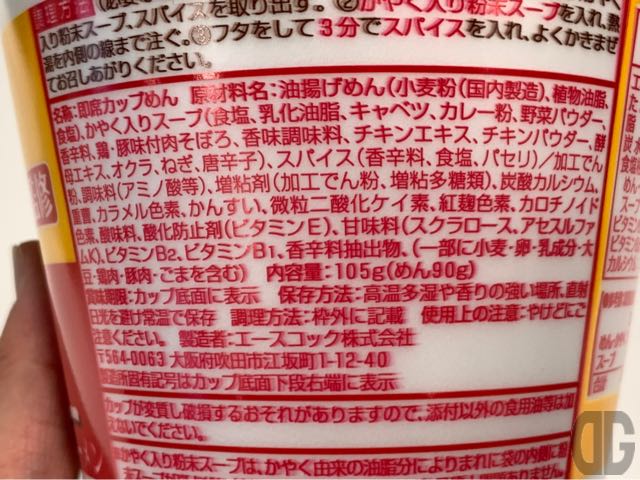 調理方法
を取り出す。②かやく入り粉末スープを入れ、熱
湯を内側の線まで注ぐ。③フタをして3分でスパイスを入れ、よくかきまぜ
てお召しあがりください。
名称:即席カップめん 原材料名:油揚げめん(小麦粉(国内製造)、植物油脂、
食塩)、かやく入りスープ(食塩、乳化油脂、キャベツ、カレー粉、野菜パウダー、
香辛料、鶏・豚味付肉そぼろ、香味調味料、チキンエキス、チキンパウダー、酵
母エキス、オクラ、ねぎ、唐辛子)、スパイス(香辛料、食塩、パセリ)/加工でん
粉、調味料(アミノ酸等)、増粘剤(加工でん粉、増粘多糖類)、炭酸カルシウム、
重曹、カラメル色素、かんすい、微粒二酸化ケイ素、紅麹色素、カロチノイド
色素、酸味料、酸化防止剤(ビタミンE)、甘味料(スクラロース、アセスルファ
ムK)、ビタミンB2、ビタミンB1、香辛料抽出物、(一部に小麦・卵・乳成分・大
豆・鶏肉・豚肉・ごまを含む) 内容量:105g(めん90g)
賞味期限:カップ底面に表示 保存方法:高温多湿や香りの強い場所、直射
日光を避け常温で保存 調理方法:枠外に記載 使用上の注意:やけどにご
注意ください。 製造者:エースコック株式会社
〒564-0063 大阪府吹田市江坂町1-12-40
製造所固有記号はカップ底面下段右端に表示
カップが変質し破損するおそれがありますので、添付以外の食用油等は加
えないでください。
かやく入り粉末スープは、かやく由来の油脂分によりまれに袋の内側に粉
修
DG